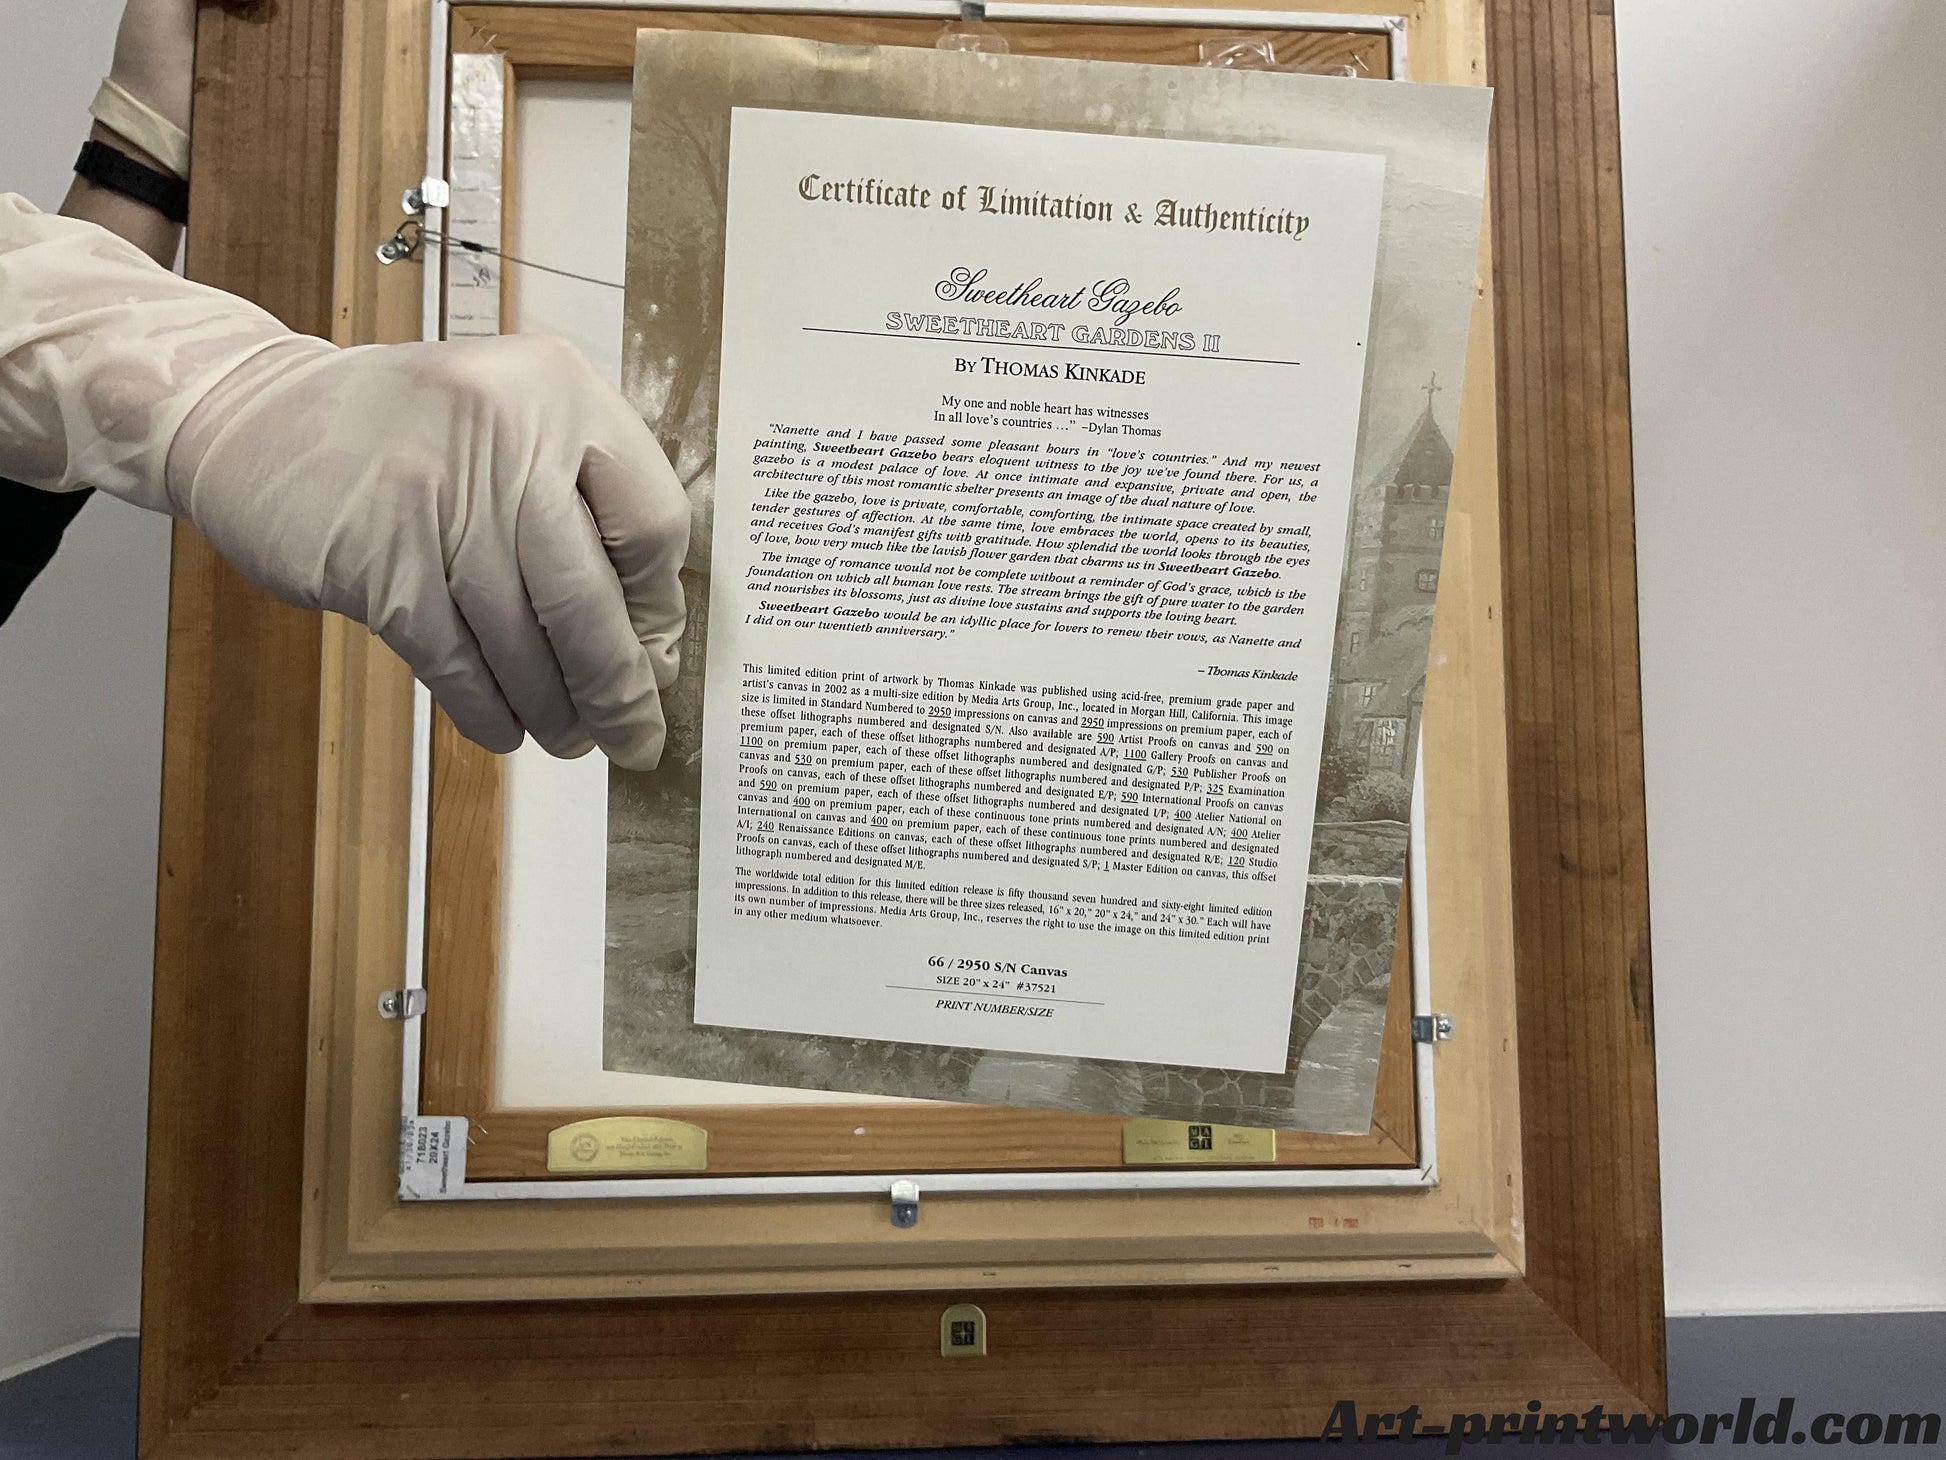 Certificate of Limitation & Authenticity
Sweetheart Gazebo
SWEETHEART GARDENS II
BY THOMAS KINKADE
My one and noble heart has witnesses
In all love's countries ..." –Dylan Thomas
"Nanette and I have passed some pleasant hours in "love's countries." And my newest
painting, Sweetheart Gazebo bears eloquent witness to the joy we've found there. For us, a
gazebo is a modest palace of love. At once intimate and expansive, private and open, the
architecture of this most romantic shelter presents an image of the dual nature of love.
Like the gazebo, love is private, comfortable, comforting, the intimate space created by small,
tender gestures of affection. At the same time, love embraces the world, opens to its beauties,
and receives God's manifest gifts with gratitude. How splendid the world looks through the eyes
of love, how very much like the lavish flower garden that charms us in Sweetheart Gazebo.
The image of romance would not be complete without a reminder of God's grace, which is the
foundation on which all human love rests. The stream brings the gift of pure water to the garden
and nourishes its blossoms, just as divine love sustains and supports the loving heart.
Sweetheart Gazebo would be an idyllic place for lovers to renew their vows, as Nanette and
I did on our twentieth anniversary."
– Thomas Kinkade
This limited edition print of artwork by Thomas Kinkade was published using acid-free, premium grade paper and
artist's canvas in 2002 as a multi-size edition by Media Arts Group, Inc., located in Morgan Hill, California. This image
size is limited in Standard Numbered to 2950 impressions on canvas and 2950 impressions on premium paper, each of
these offset lithographs numbered and designated S/N. Also available are 590 Artist Proofs on canvas and 590 on
premium paper, each of these offset lithographs numbered and designated A/P; 1100 Gallery Proofs on canvas and
1100 on premium paper, each of these offset lithographs numbered and designated G/P; 530 Publisher Proofs on
canvas and 530 on premium paper, each of these offset lithographs numbered and designated P/P; 325 Examination
Proofs on canvas, each of these offset lithographs numbered and designated E/P; 590 International Proofs on canvas
and 590 on premium paper, each of these offset lithographs numbered and designated I/P; 400 Atelier National on
canvas and 400 on premium paper, each of these continuous tone prints numbered and designated A/N; 400 Atelier
International on canvas and 400 on premium paper, each of these continuous tone prints numbered and designated
A/I; 240 Renaissance Editions on canvas, each of these offset lithographs numbered and designated R/E; 120 Studio
Proofs on canvas, each of these offset lithographs numbered and designated S/P; 1 Master Edition on canvas, this offset
lithograph numbered and designated M/E.
The worldwide total edition for this limited edition release is fifty thousand seven hundred and sixty-eight limited edition
impressions. In addition to this release, there will be three sizes released, 16" x 20," 20" x 24," and 24" x 30." Each will have
its own number of impressions. Media Arts Group, Inc., reserves the right to use the image on this limited edition print
in any other medium whatsoever.
66 / 2950 S/N Canvas
SIZE 20" x 24" #37521
PRINT NUMBER/SIZE
718023
20X24
Sweetheart Gazebo
MAGI
MAGI
Art-printworld.com